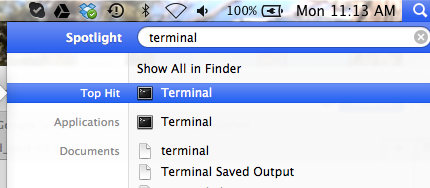 100% Mon 11:13 AM
Spotlight terminal
Show All in Finder
Top Hit Terminal
Applications Terminal
Documents terminal
Terminal Saved Output